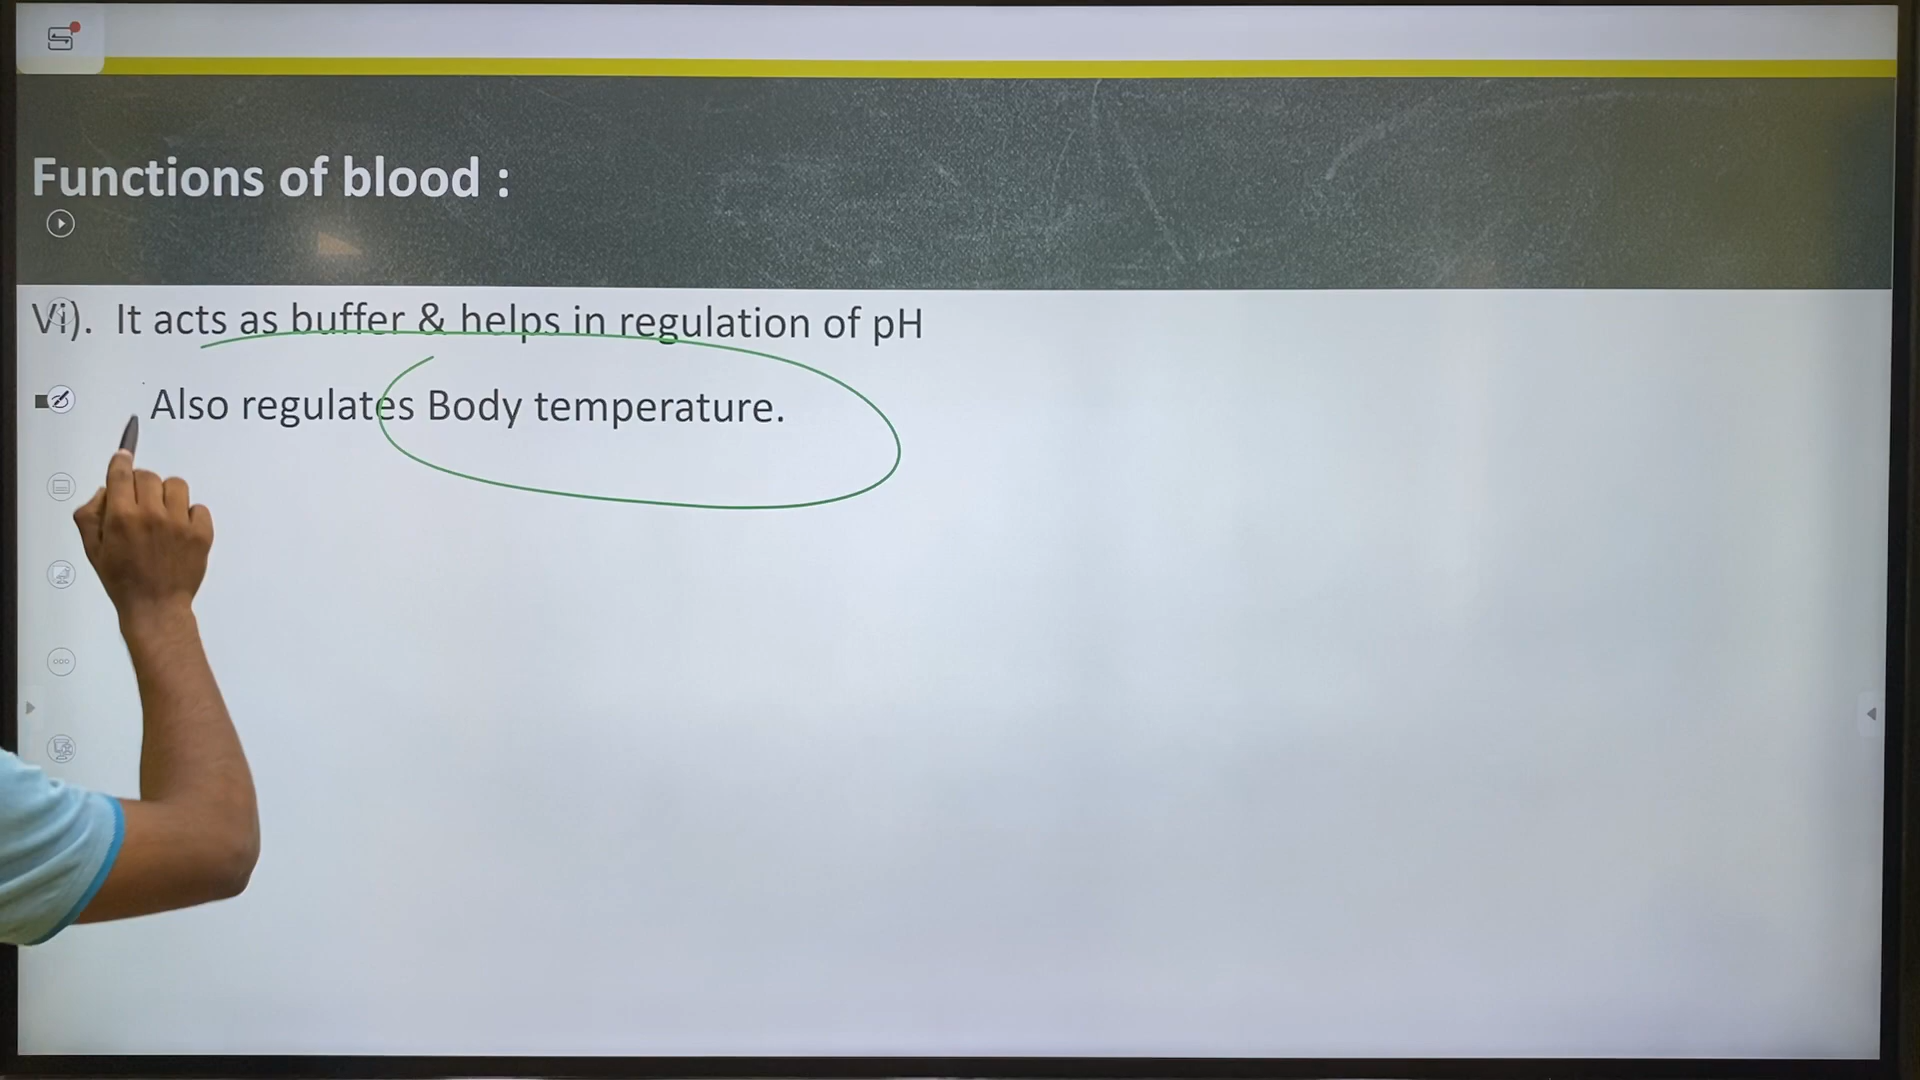 Functions of blood :
Vi). It acts as buffer & helps in regulation of pH
Also regulates Body temperature.